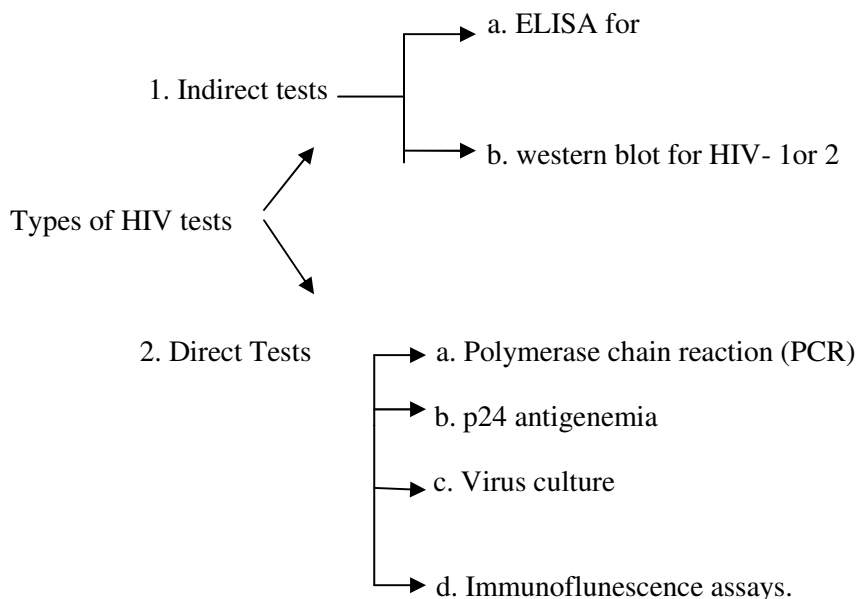 a. ELISA for
1. Indirect tests
b. western blot for HIV- 1or 2
Types of HIV tests
2. Direct Tests
a. Polymerase chain reaction (PCR)
b. p24 antigenemia
c. Virus culture
d. Immunoflunescence assays.